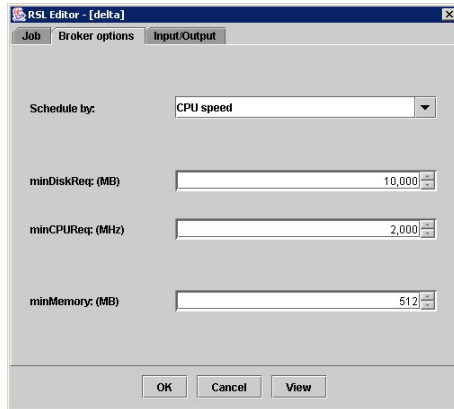 RSL Editor - [delta]
Job Broker options Input/Output
Schedule by: CPU speed
minDiskReq: (MB) 10,000
minCPUReq: (MHz) 2,000
minMemory: (MB) 512
OK Cancel View